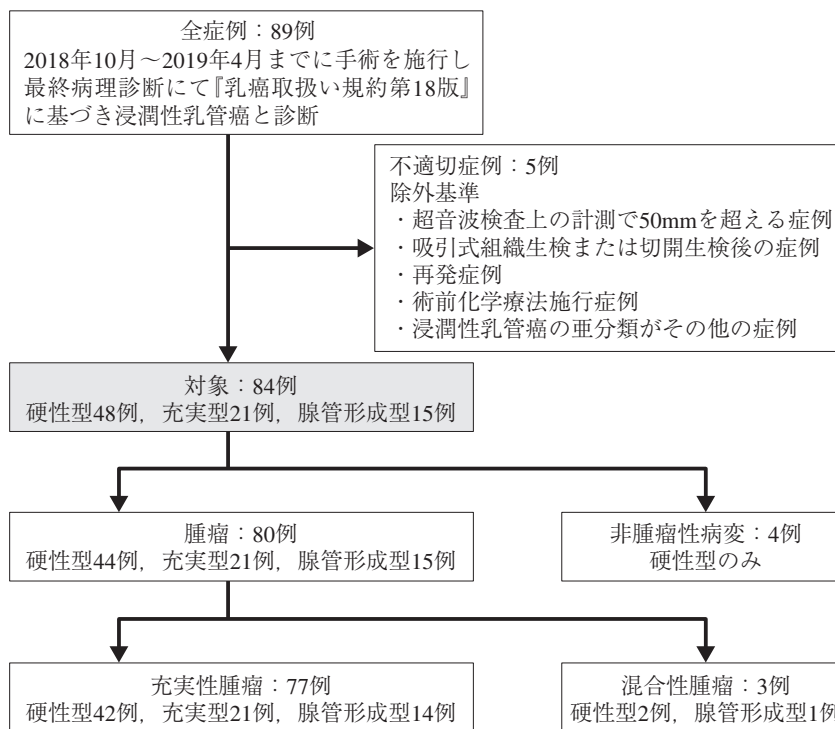 全症例：89例
2018年10月～2019年4月までに手術を施行し
最終病理診断にて『乳癌取扱い規約第18版』
に基づき浸潤性乳管癌と診断
不適切症例：5例
除外基準
・超音波検査上の計測で50mmを超える症例
・吸引式組織生検または切開生検後の症例
・再発症例
・術前化学療法施行症例
・浸潤性乳管癌の亜分類がその他の症例
対象：84例
硬性型48例，充実型21例，腺管形成型15例
腫瘤：80例
硬性型44例，充実型21例，腺管形成型15例
非腫瘤性病変：4例
硬性型のみ
充実性腫瘤：77例
硬性型42例，充実型21例，腺管形成型14例
混合性腫瘤：3例
硬性型2例，腺管形成型1例